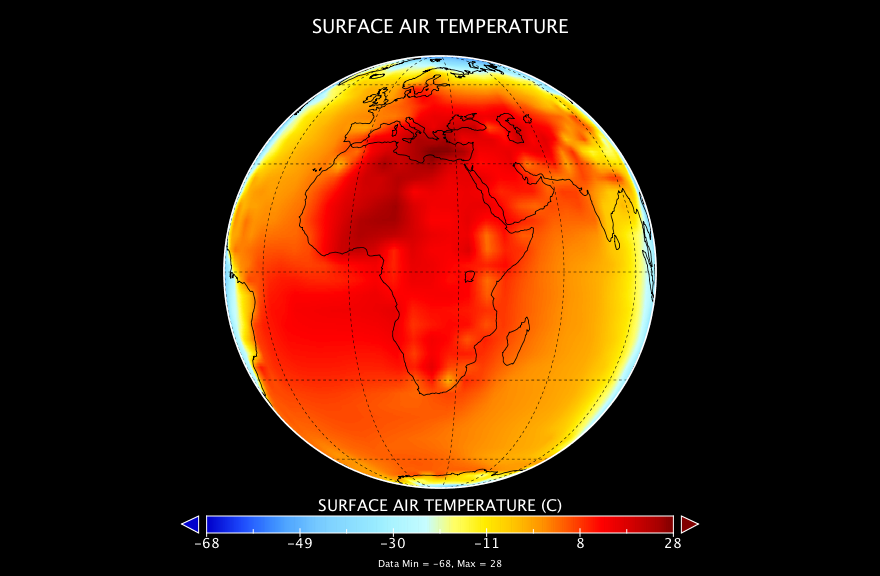 SURFACE AIR TEMPERATURE
SURFACE AIR TEMPERATURE (C)
-68 -49 -30 -11 8 28
Data Min = -68, Max = 28